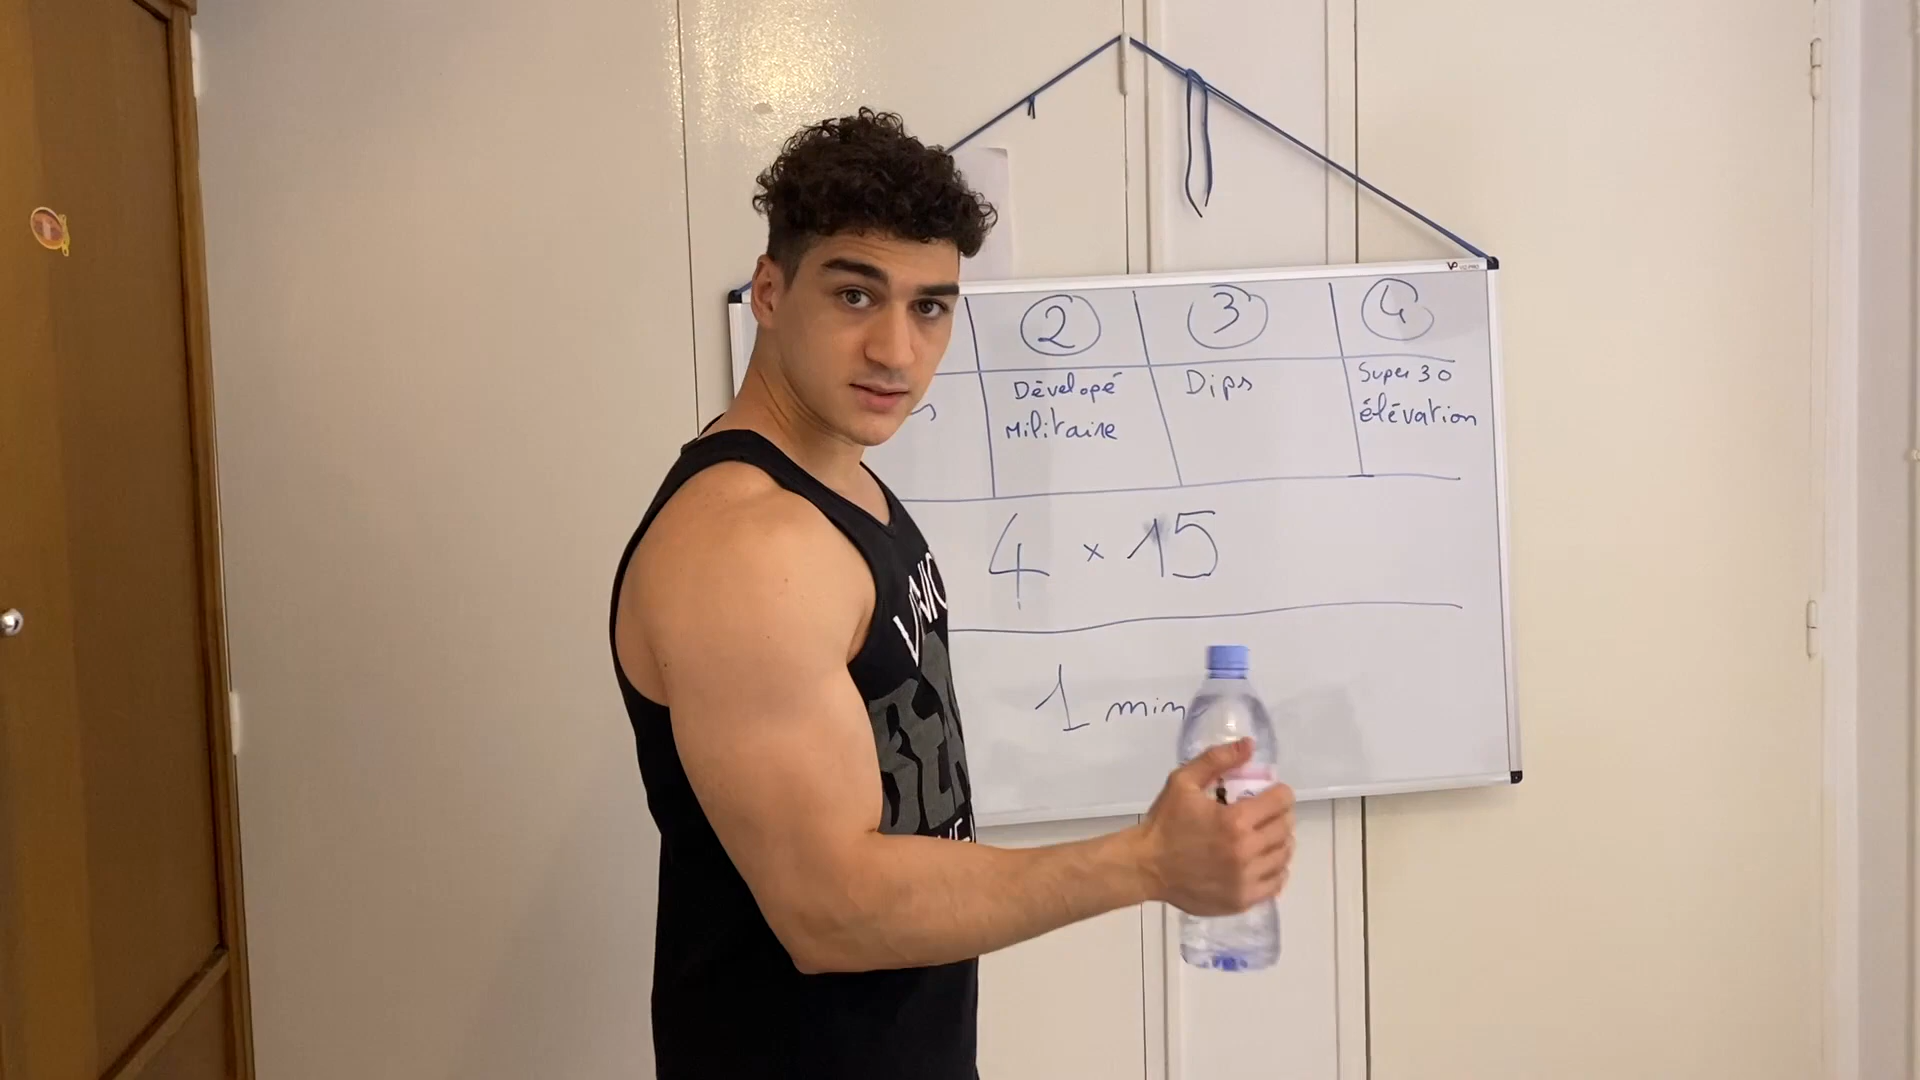 2
3
4
Dévelopé
Militaire
Dips
Super 30
élévation
4 × 15
1 min